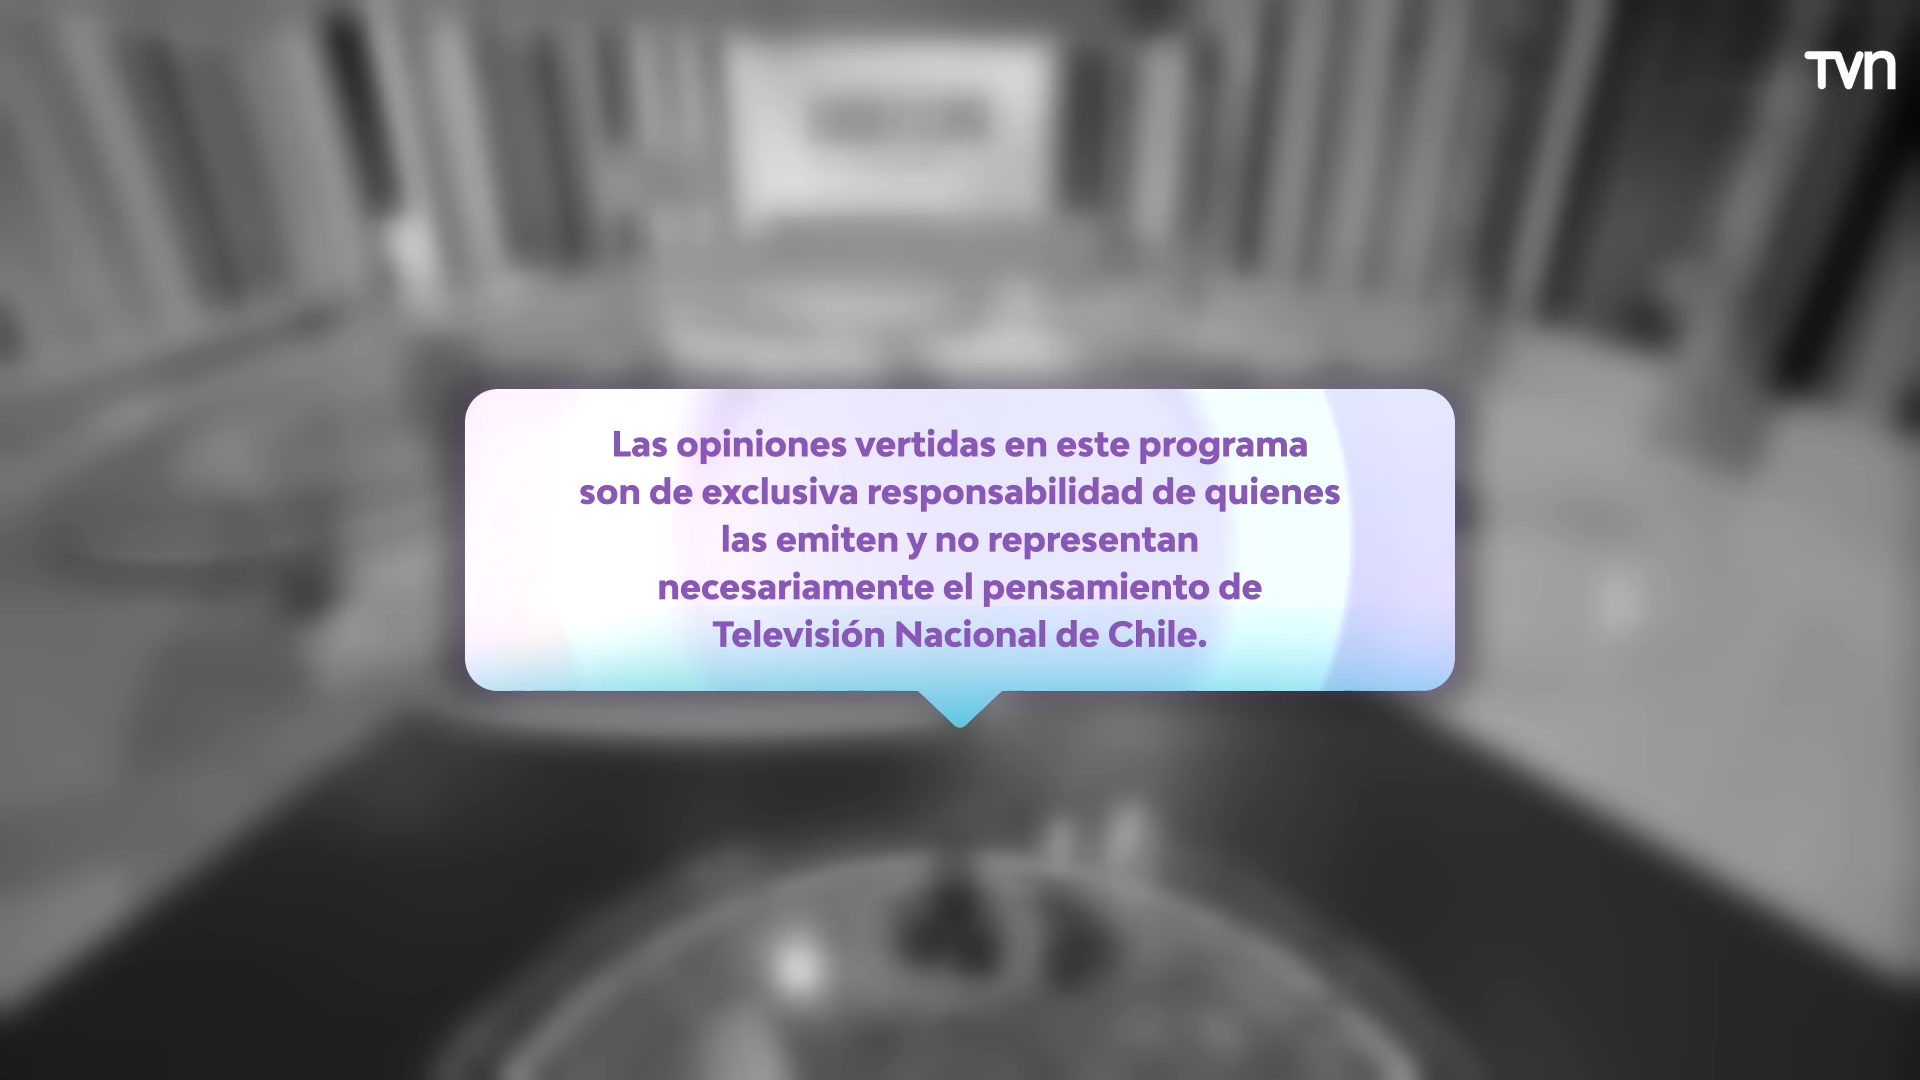 tvn
Las opiniones vertidas en este programa
son de exclusiva responsabilidad de quienes
las emiten y no representan
necesariamente el pensamiento de
Televisión Nacional de Chile.